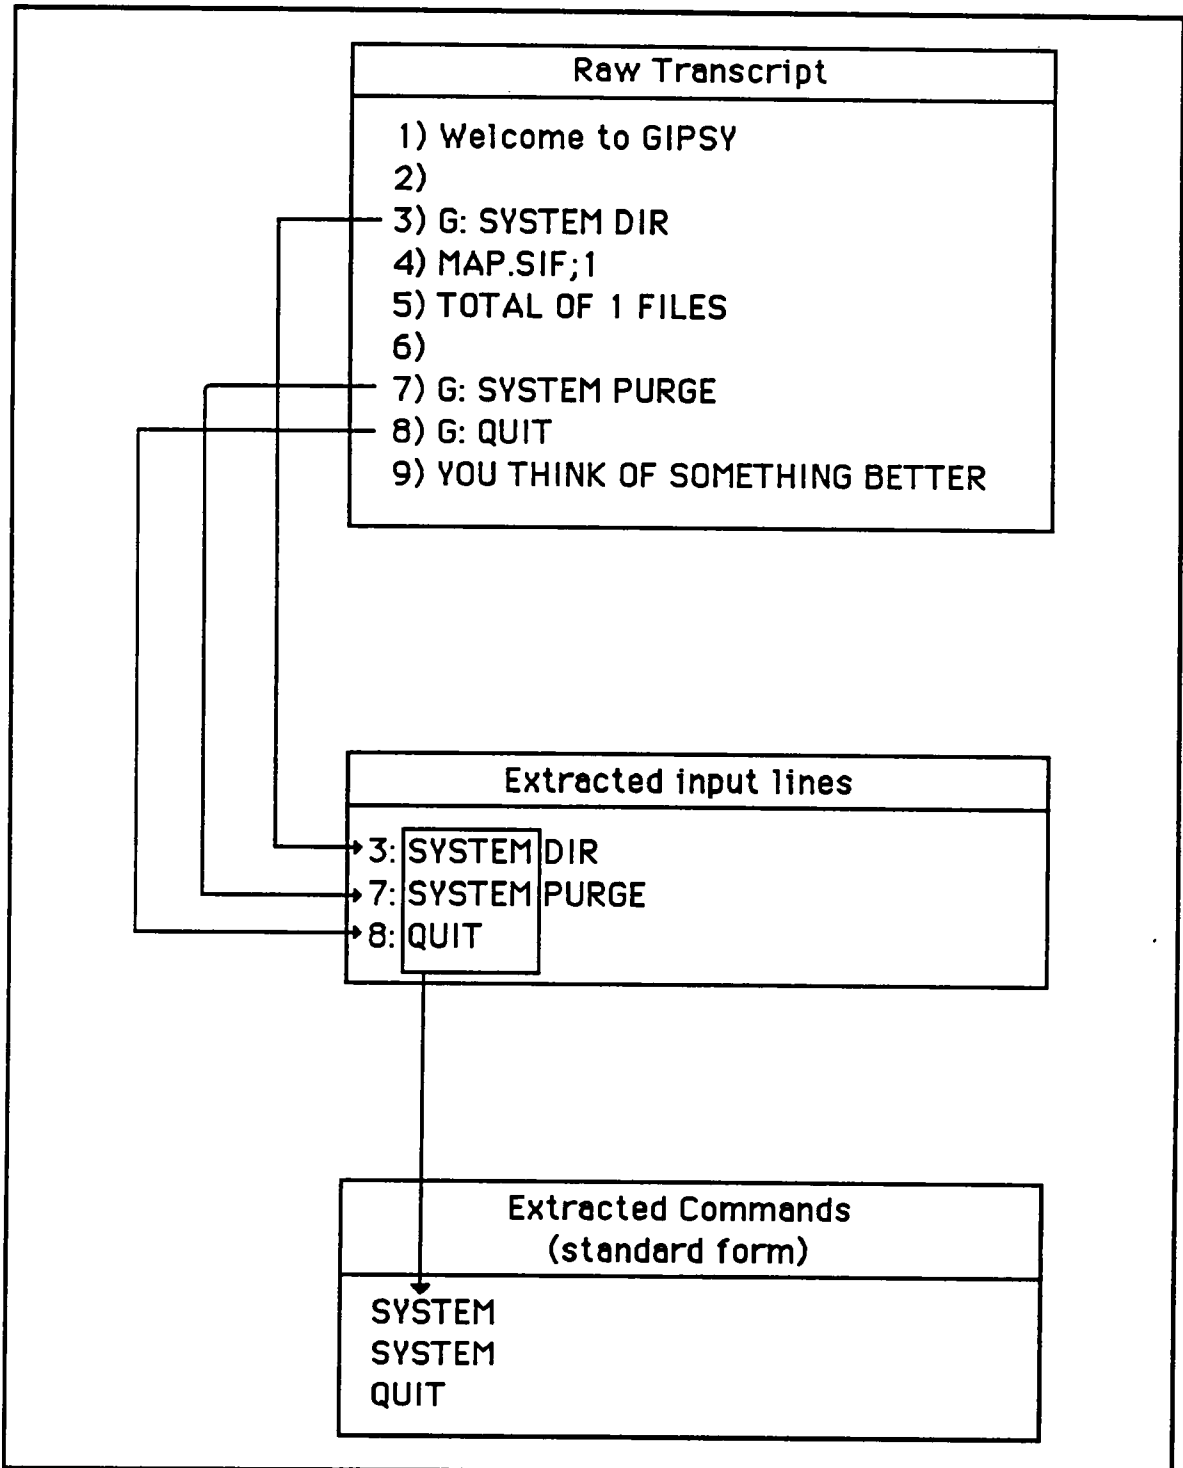 Raw Transcript
1) Welcome to GIPSY
2)
3) G: SYSTEM DIR
4) MAP.SIF;1
5) TOTAL OF 1 FILES
6)
7) G: SYSTEM PURGE
8) G: QUIT
9) YOU THINK OF SOMETHING BETTER
Extracted input lines
3: SYSTEM DIR
7: SYSTEM PURGE
8: QUIT
Extracted Commands
(standard form)
SYSTEM
SYSTEM
QUIT